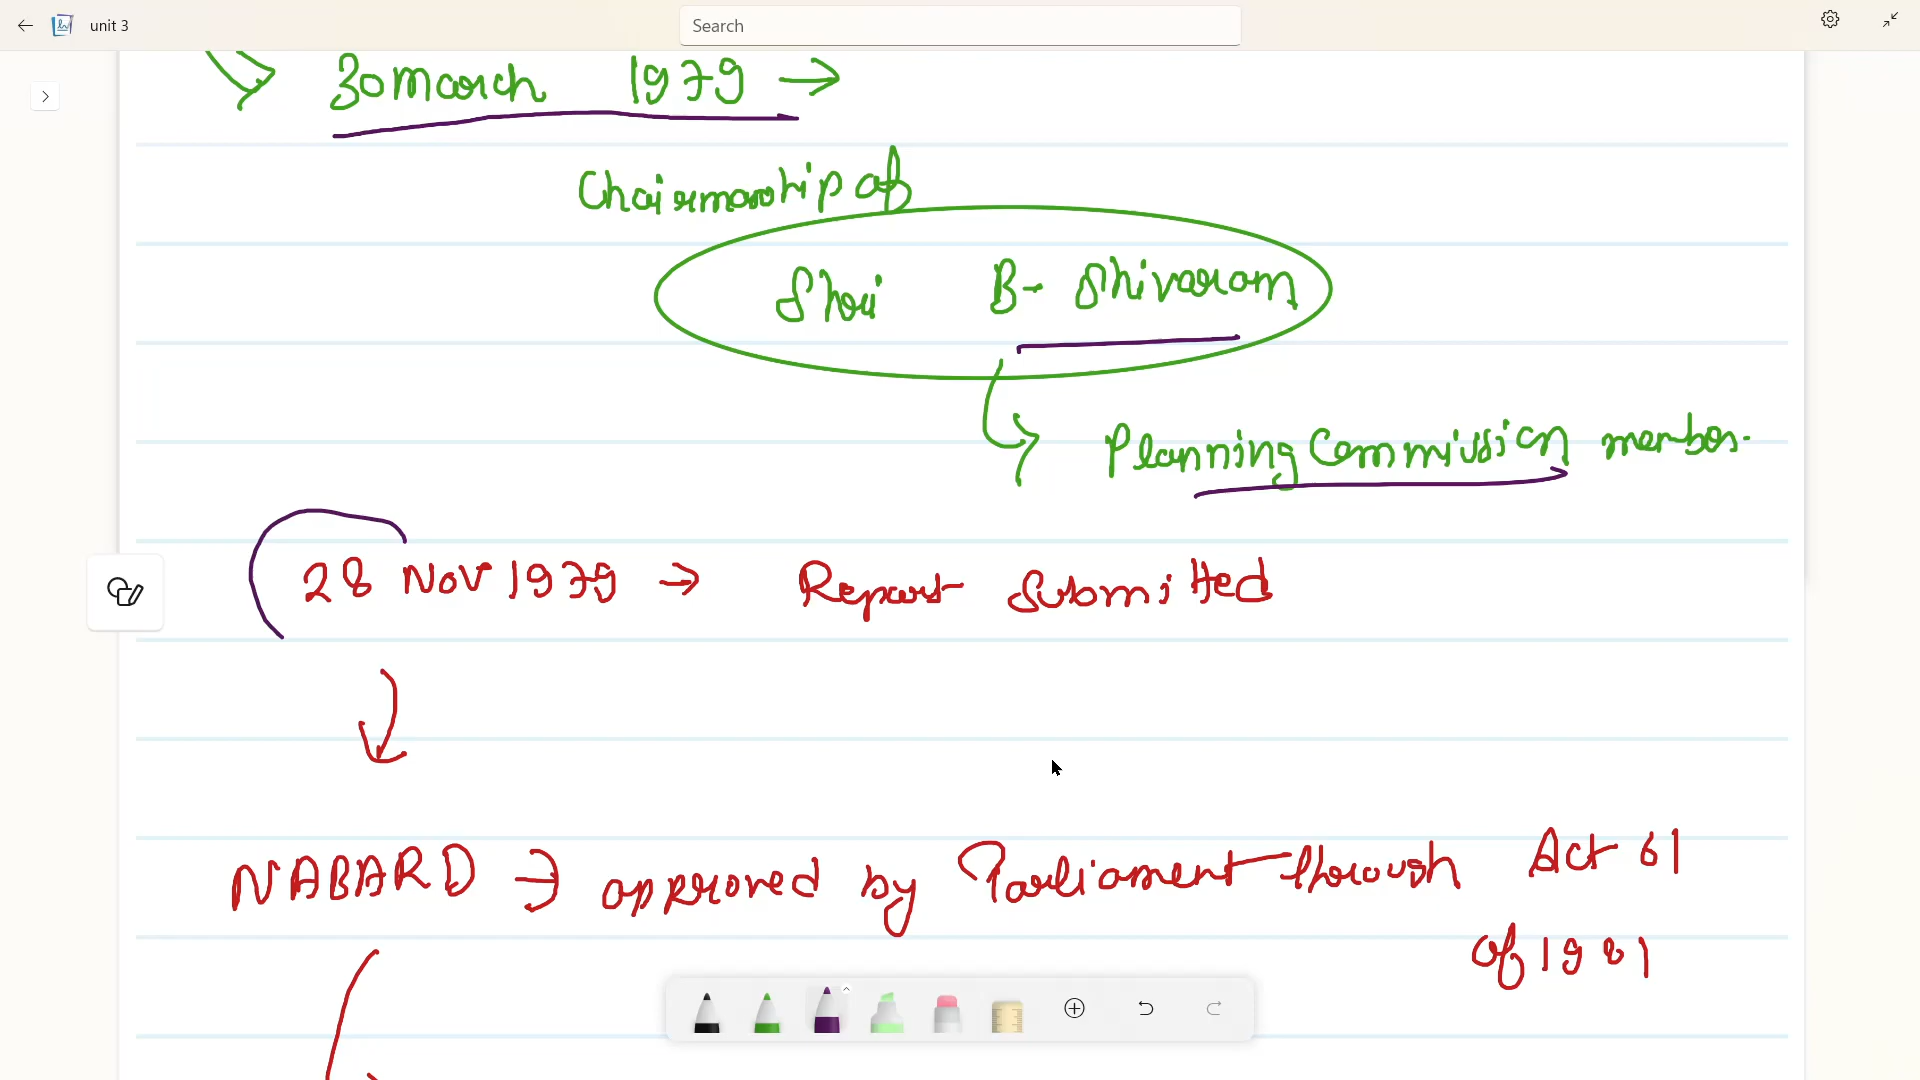 unit 3
Search
30 March 1979 →
Chairmanship of
Shri B. Shivaram
Planning Commission member.
28 Nov 1979 → Report Submitted
NABARD → approved by Parliament through Act 61
of 1981